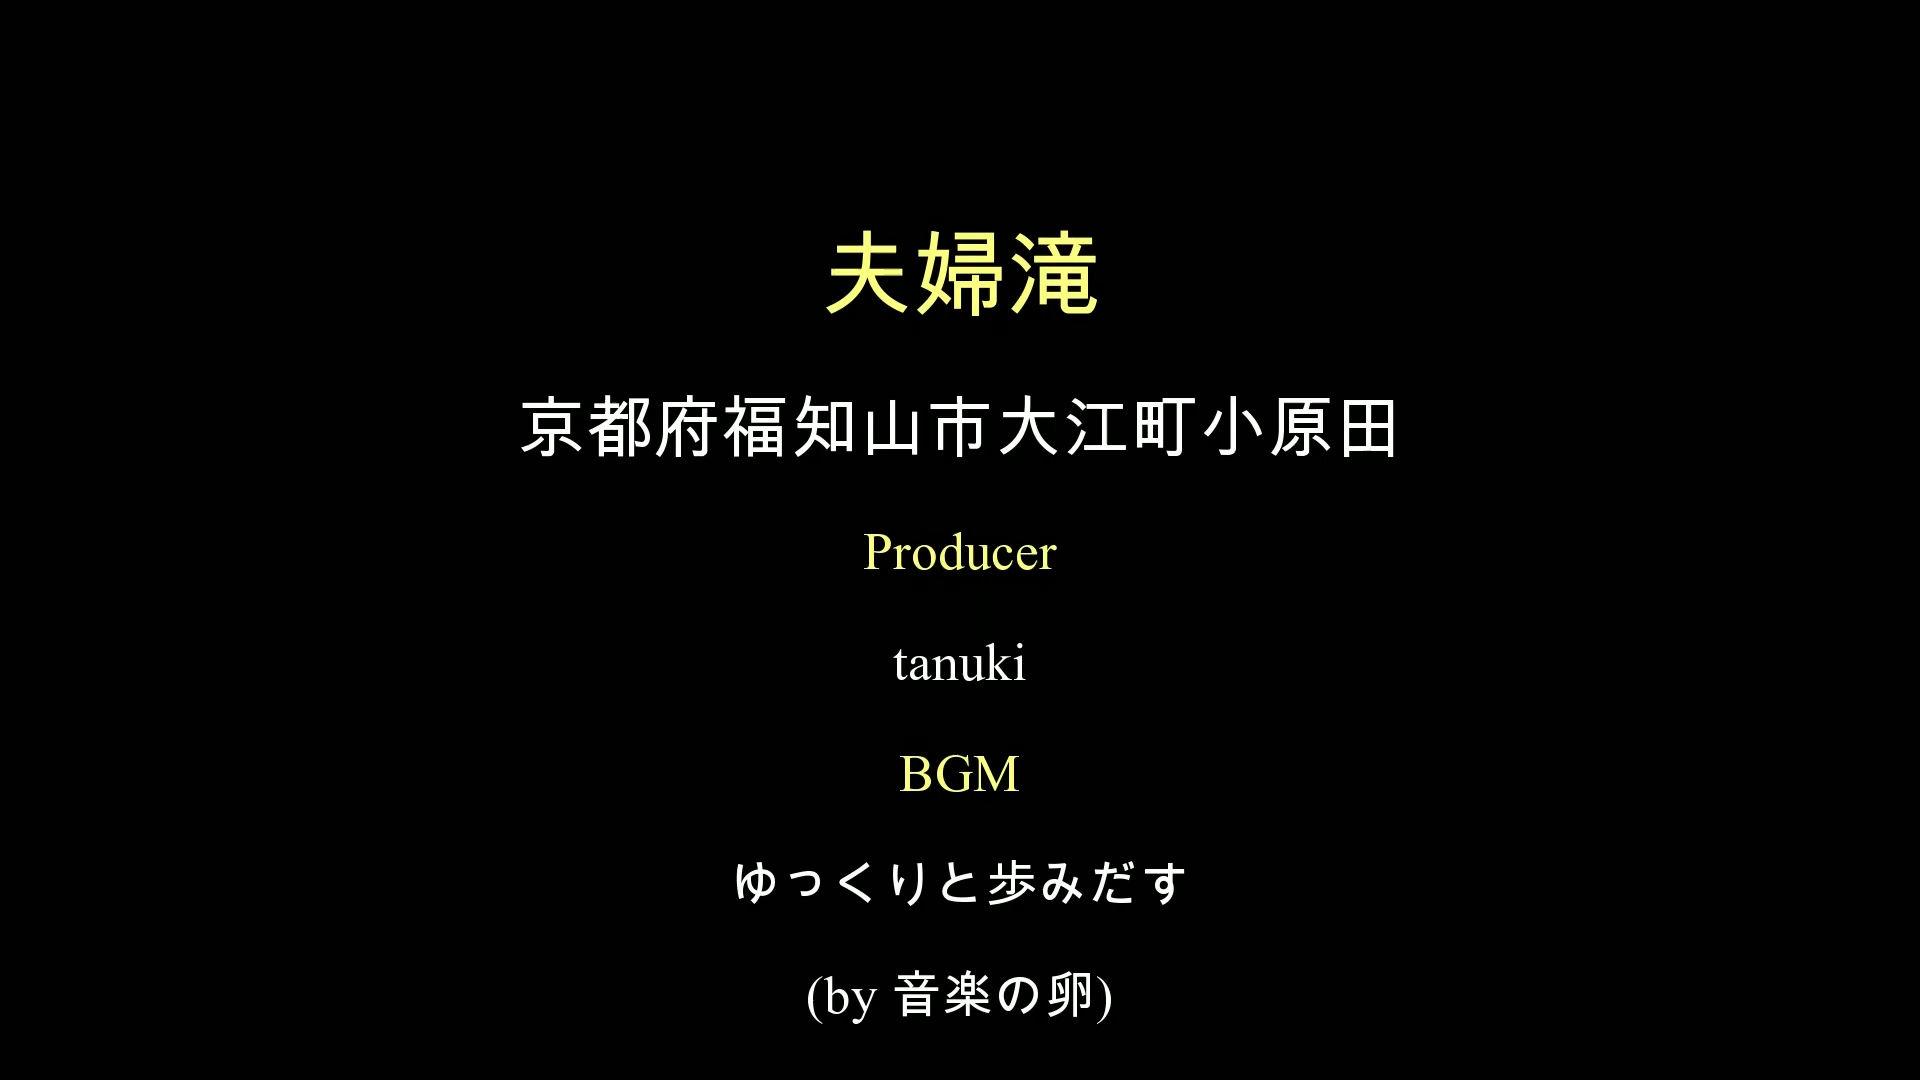 夫婦滝
京都府福知山市大江町小原田
Producer
tanuki
BGM
ゆっくりと歩みだす
(by 音楽の卵)